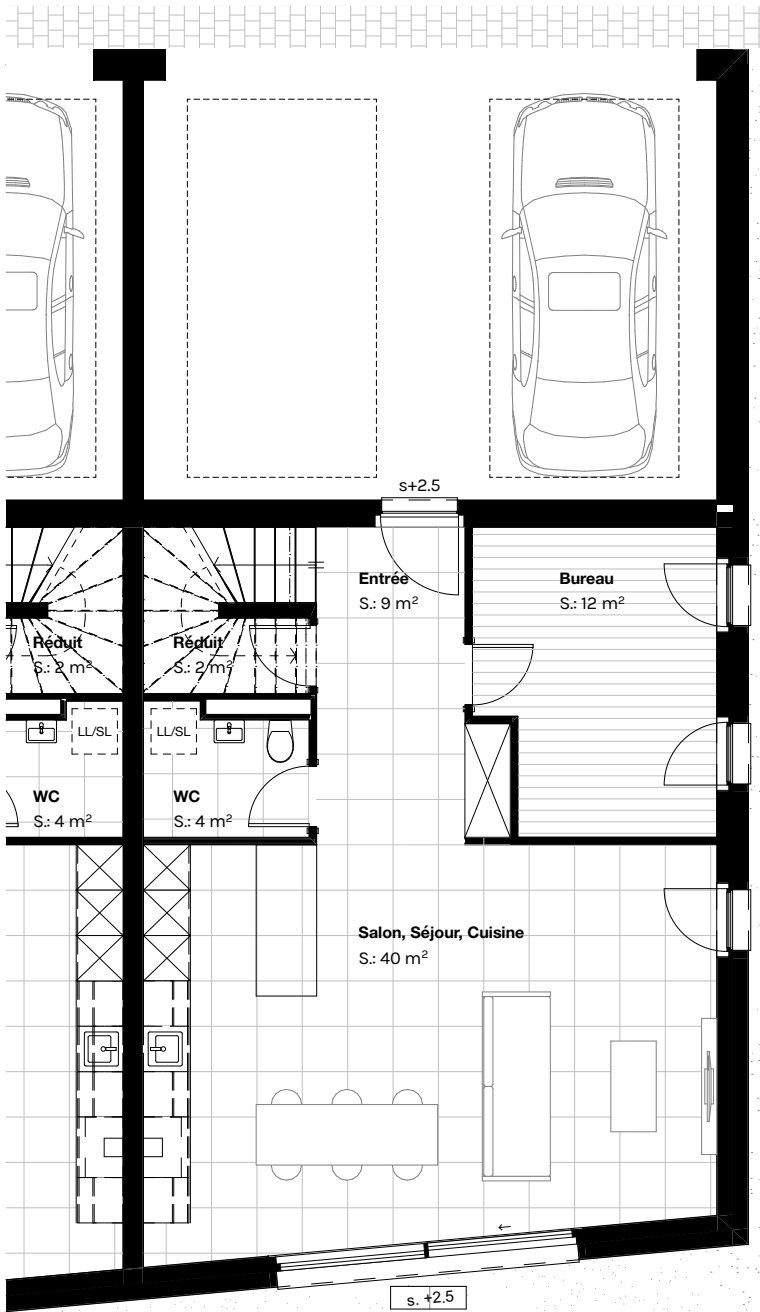 s+2.5
Entrée
S.: 9 m²
Bureau
S.: 12 m²
Réduit
S.: 2 m²
Réduit
S.: 2 m²
LL/SL
LL/SL
WC
S.: 4 m²
WC
S.: 4 m²
Salon, Séjour, Cuisine
S.: 40 m²
←
s. +2.5